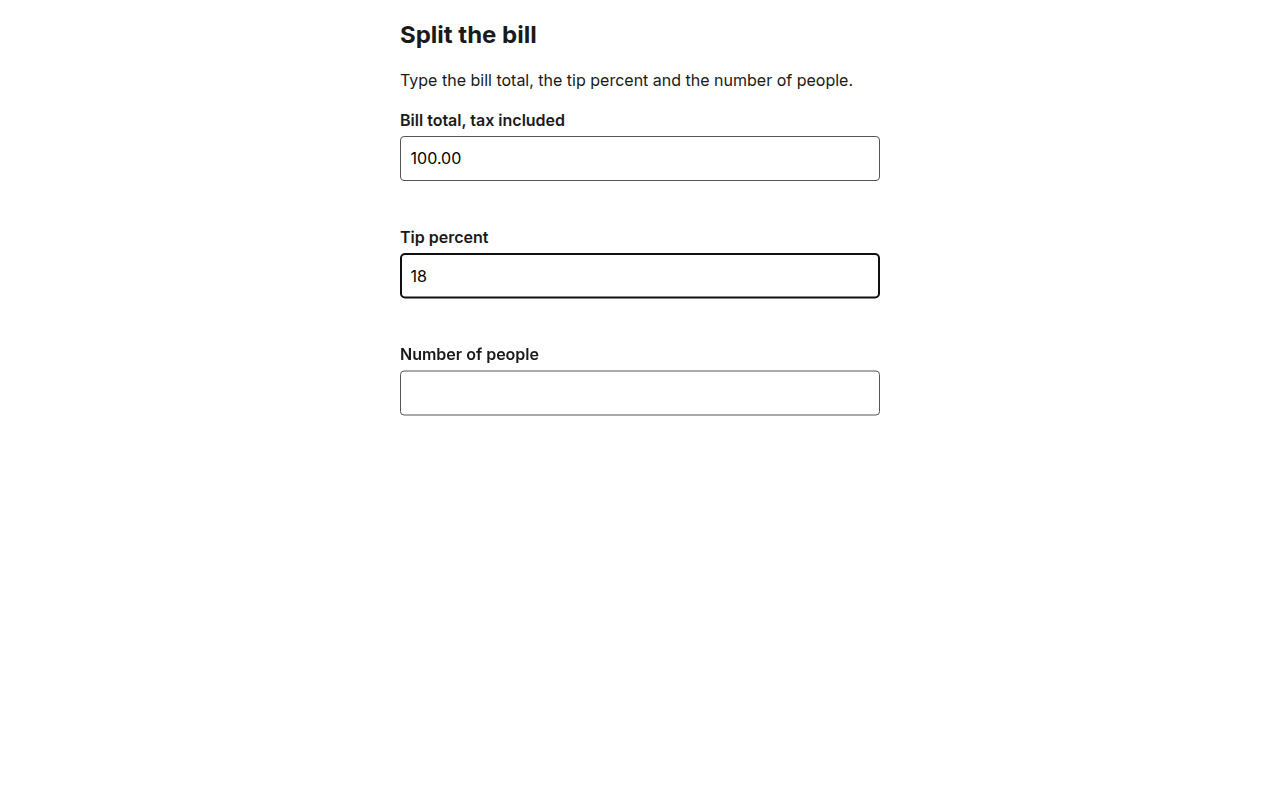 Split the bill
Type the bill total, the tip percent and the number of people.
Bill total, tax included
100.00
Tip percent
18
Number of people